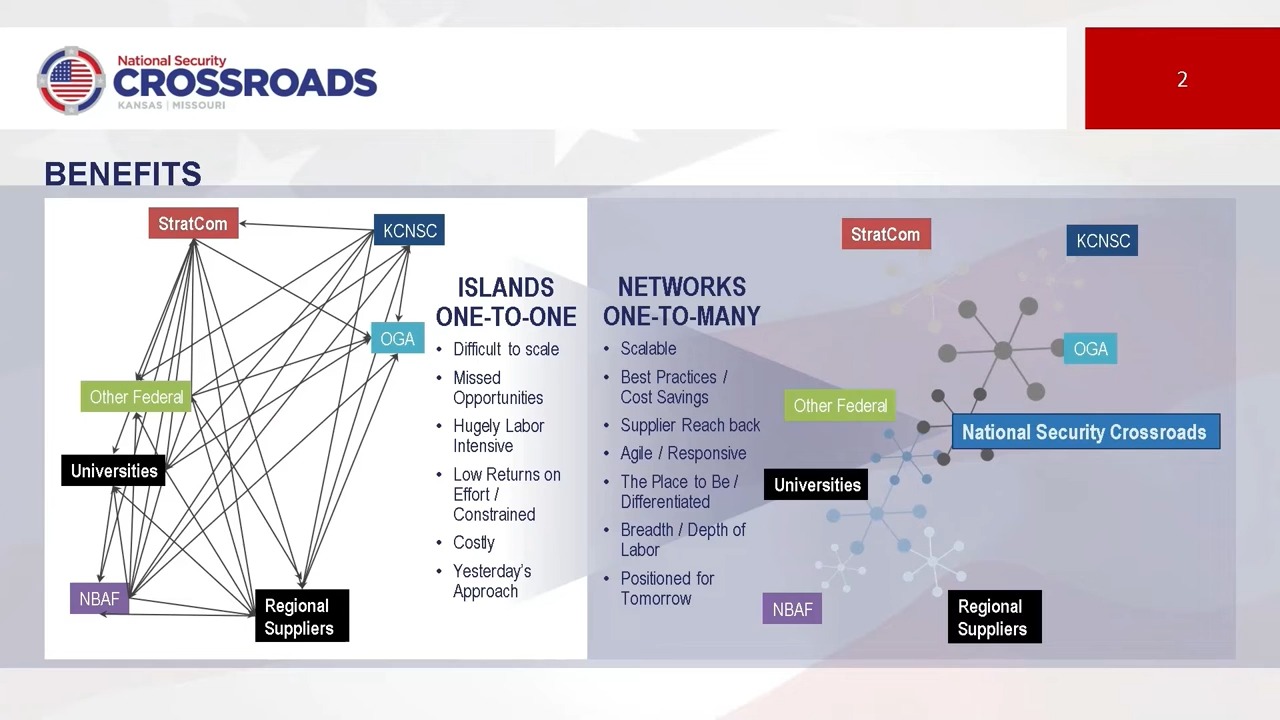 National Security
CROSSROADS
KANSAS | MISSOURI
2
BENEFITS
StratCom
KCNSC
OGA
Other Federal
Universities
NBAF
Regional
Suppliers
ISLANDS
ONE-TO-ONE
• Difficult to scale
• Missed
Opportunities
• Hugely Labor
Intensive
• Low Returns on
Effort /
Constrained
• Costly
• Yesterday's
Approach
NETWORKS
ONE-TO-MANY
• Scalable
• Best Practices /
Cost Savings
• Supplier Reach back
• Agile / Responsive
• The Place to Be /
Differentiated
• Breadth / Depth of
Labor
• Positioned for
Tomorrow
StratCom
KCNSC
OGA
Other Federal
National Security Crossroads
Universities
NBAF
Regional
Suppliers